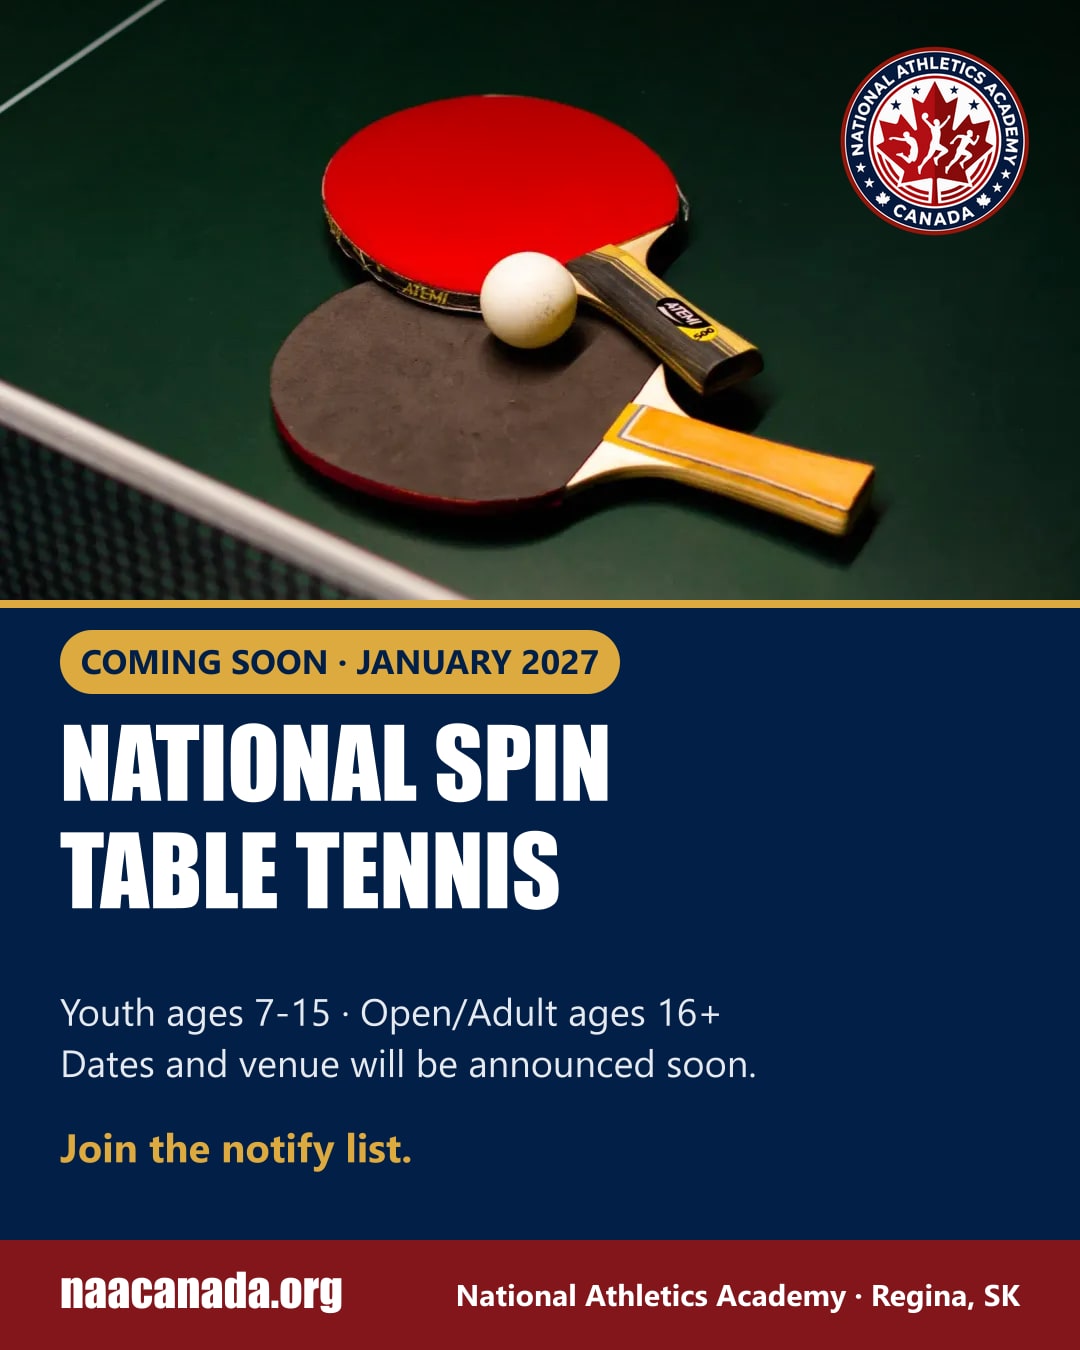 NATIONAL ATHLETICS ACADEMY
CANADA
ATEMI
ATEMI
500
COMING SOON · JANUARY 2027
NATIONAL SPIN
TABLE TENNIS
Youth ages 7-15 · Open/Adult ages 16+
Dates and venue will be announced soon.
Join the notify list.
naacanada.org
National Athletics Academy · Regina, SK